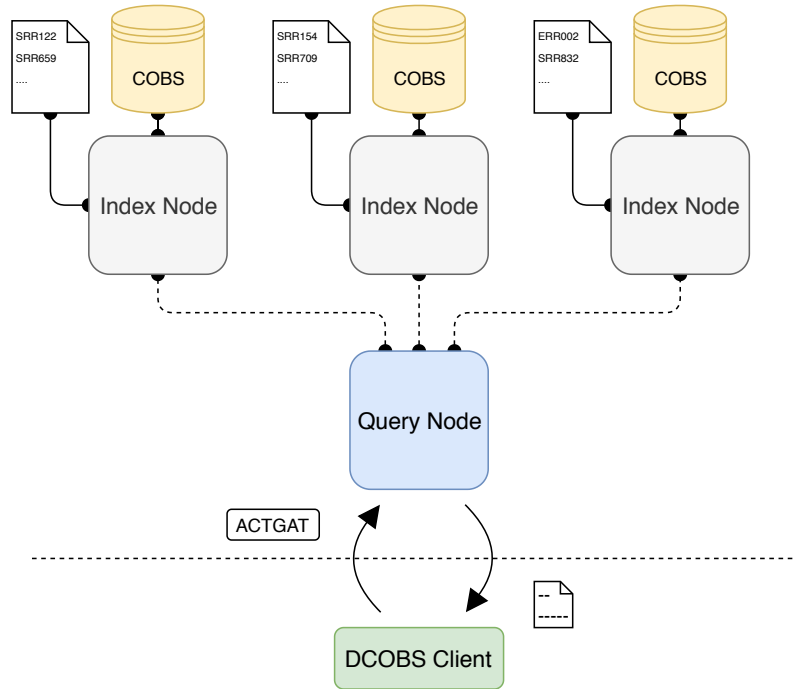 SRR122
SRR659
....
COBS
SRR154
SRR709
....
COBS
ERR002
SRR832
....
COBS
Index Node
Index Node
Index Node
Query Node
ACTGAT
--
-----
DCOBS Client